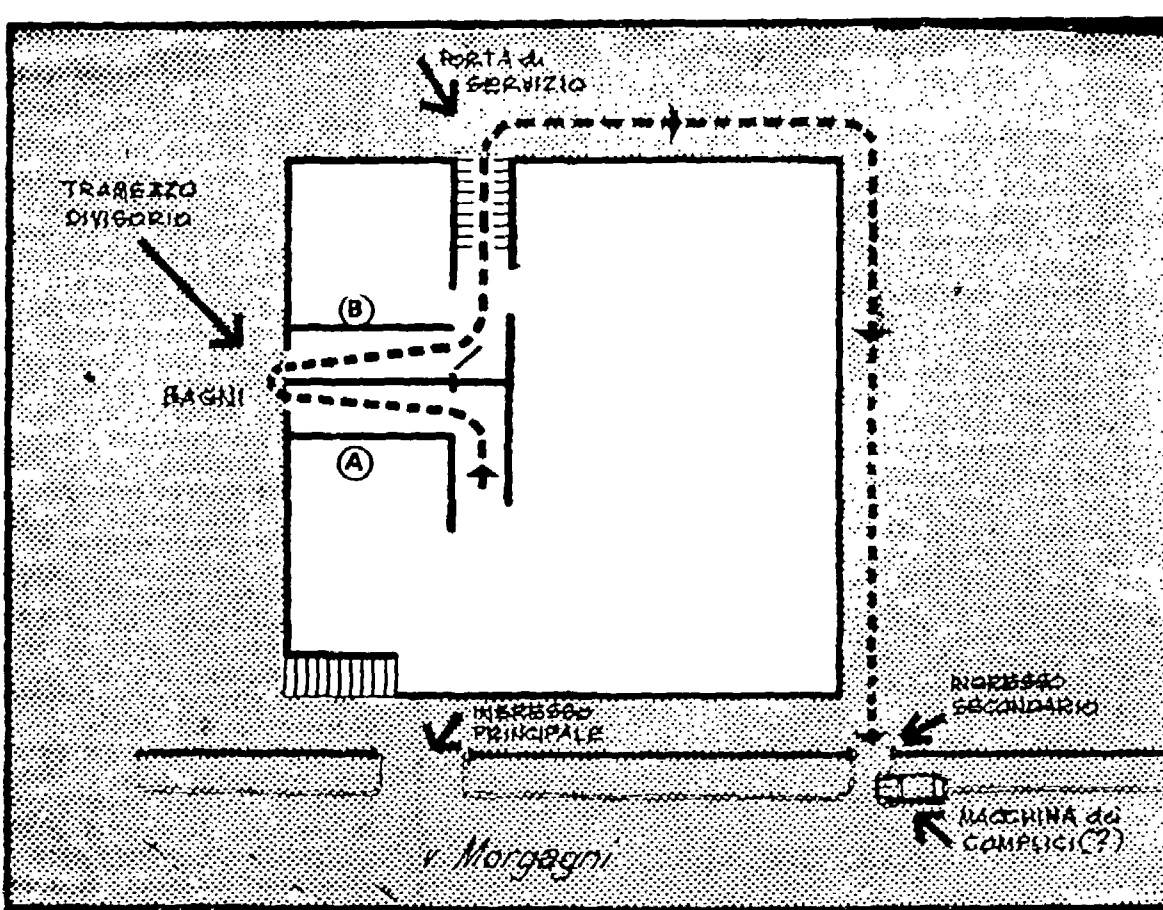 PORTA di
SERVIZIO
TRAMEZZO
DIVISORIO
B
BAGNI
A
INGRESSO
PRINCIPALE
INGRESSO
SECONDARIO
MACCHINA dei
COMPLICI (?)
v. Morgagni